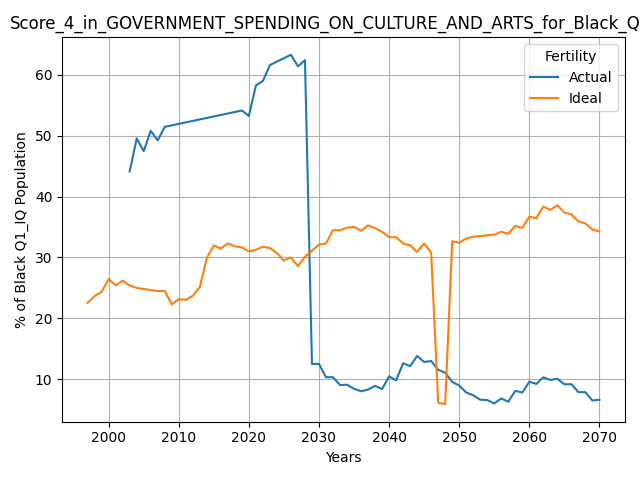 Score_4_in_GOVERNMENT_SPENDING_ON_CULTURE_AND_ARTS_for_Black_Q
Fertility
Actual
Ideal
% of Black Q1_IQ Population
60
50
40
30
20
10
2000 2010 2020 2030 2040 2050 2060 2070
Years